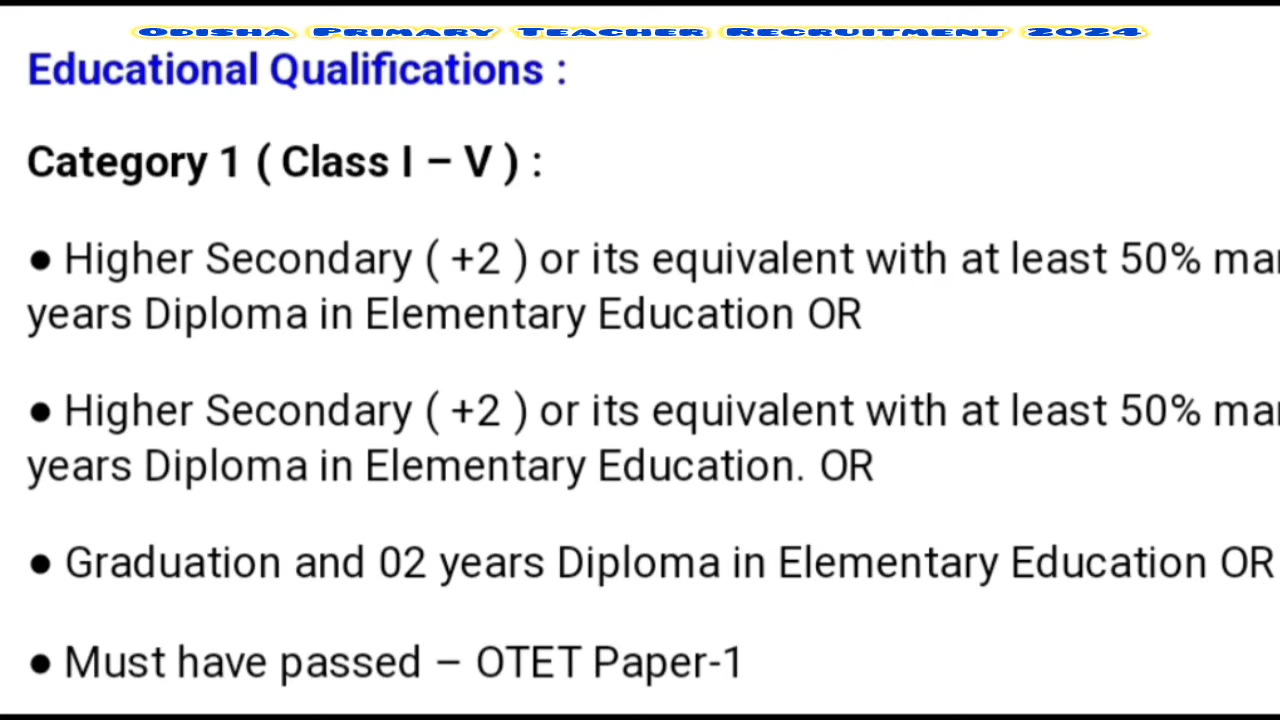 Odisha Primary Teacher Recruitment 2024
Educational Qualifications :
Category 1 ( Class I – V ) :
● Higher Secondary ( +2 ) or its equivalent with at least 50%
years Diploma in Elementary Education OR
● Higher Secondary ( +2 ) or its equivalent with at least 50%
years Diploma in Elementary Education. OR
● Graduation and 02 years Diploma in Elementary Education OR
● Must have passed – OTET Paper-1